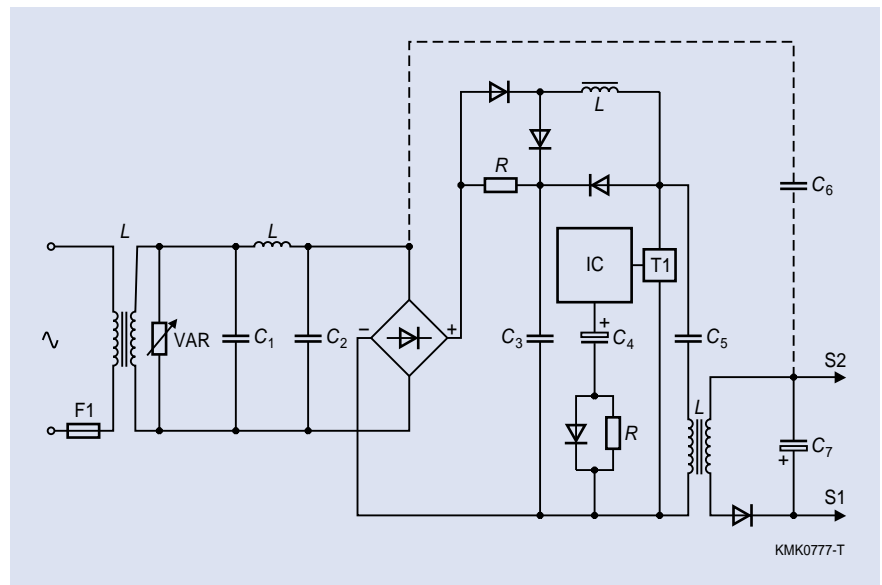 L
R
C₆
L
L
IC
T1
VAR
C₁
C₂
−
+
C₃
+
C₄
C₅
S2
F1
R
L
C₇
+
S1
KMK0777-T